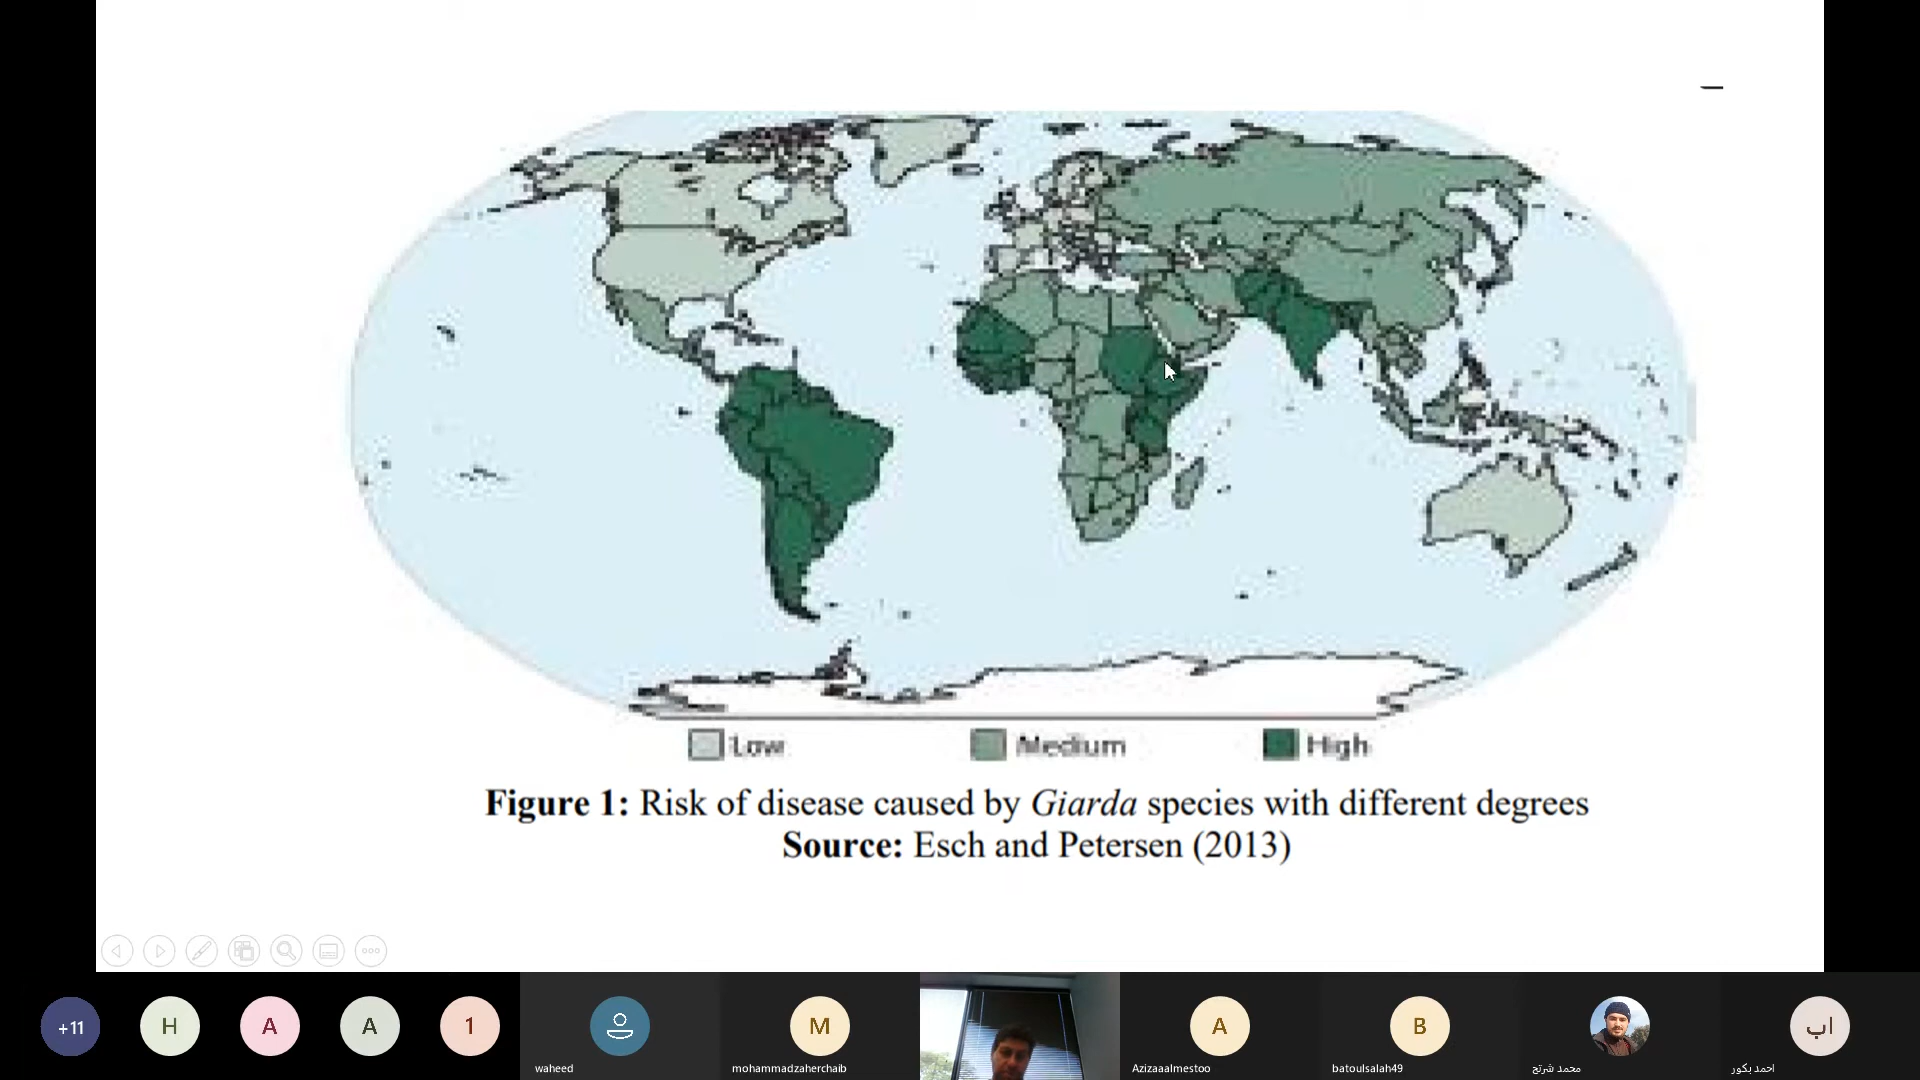 Low
Medium
High
Figure 1: Risk of disease caused by Giarda species with different degrees
Source: Esch and Petersen (2013)
+11
H
A
A
1
waheed
M
mohammadzaherchaib
A
Azizaaalmestoo
B
batoulsalah49
محمد شرتح
اب
احمد بكور